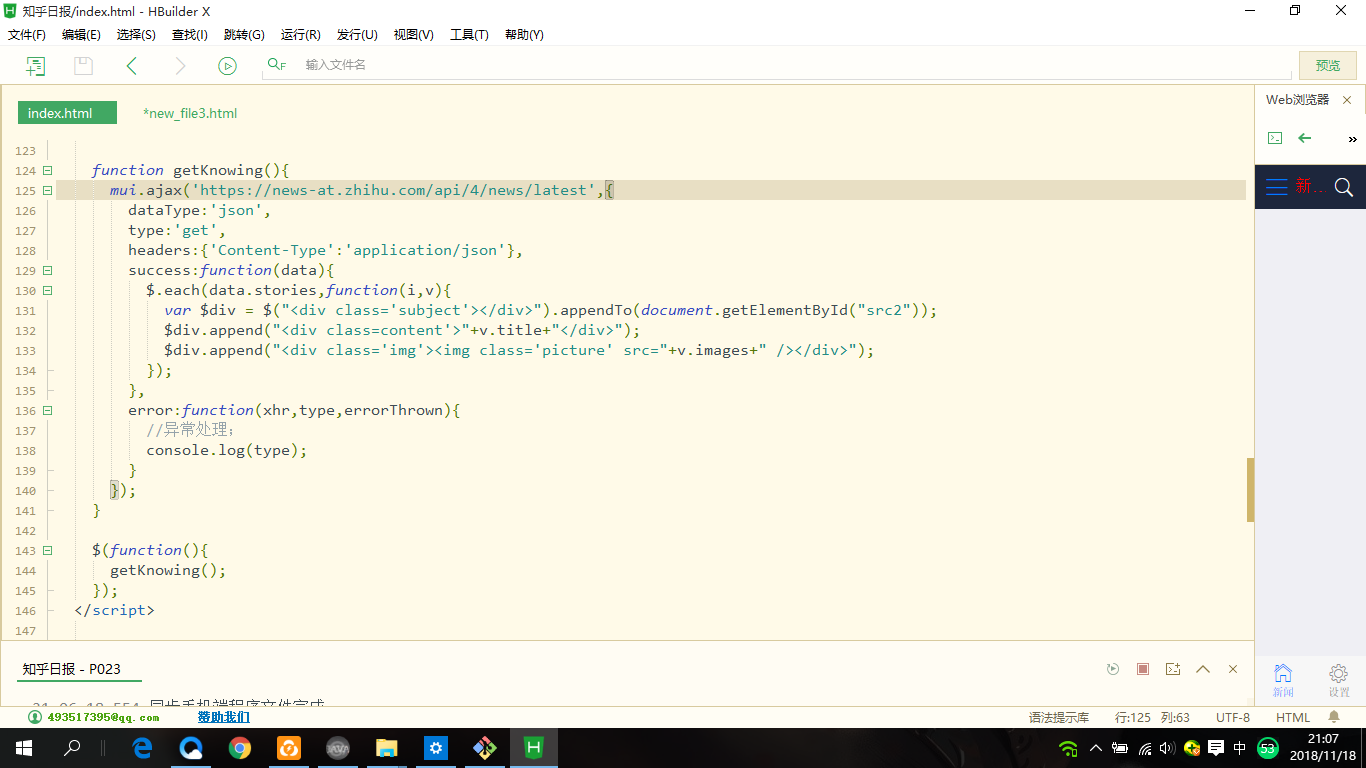 知乎日报/index.html - HBuilder X
文件(F) 编辑(E) 选择(S) 查找(I) 跳转(G) 运行(R) 发行(U) 视图(V) 工具(T) 帮助(Y)
输入文件名 预览
index.html *new_file3.html Web浏览器
123
124 function getKnowing(){
125 mui.ajax('https://news-at.zhihu.com/api/4/news/latest',{
126 dataType:'json',
127 type:'get',
128 headers:{'Content-Type':'application/json'},
129 success:function(data){
130 $.each(data.stories,function(i,v){
131 var $div = $("<div class='subject'></div>").appendTo(document.getElementById("src2"));
132 $div.append("<div class=content'>"+v.title+"</div>");
133 $div.append("<div class='img'><img class='picture' src="+v.images+" /></div>");
134 });
135 },
136 error:function(xhr,type,errorThrown){
137 //异常处理;
138 console.log(type);
139 }
140 });
141 }
142
143 $(function(){
144 getKnowing();
145 });
146 </script>
147
新...
新闻 设置
知乎日报 - P023
21:06:18.554 同步手机端程序文件完成
493517395@qq.com 赞助我们 语法提示库 行:125 列:63 UTF-8 HTML
中 53 21:07
2018/11/18